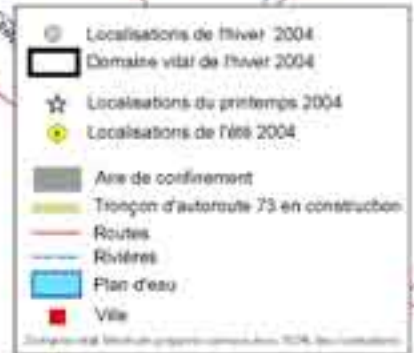 Localisations de l'hiver 2004
Domaine vital de l'hiver 2004
Localisations du printemps 2004
Localisations de l'été 2004
Aire de confinement
Tronçon d'autoroute 73 en construction
Routes
Rivières
Plan d'eau
Ville